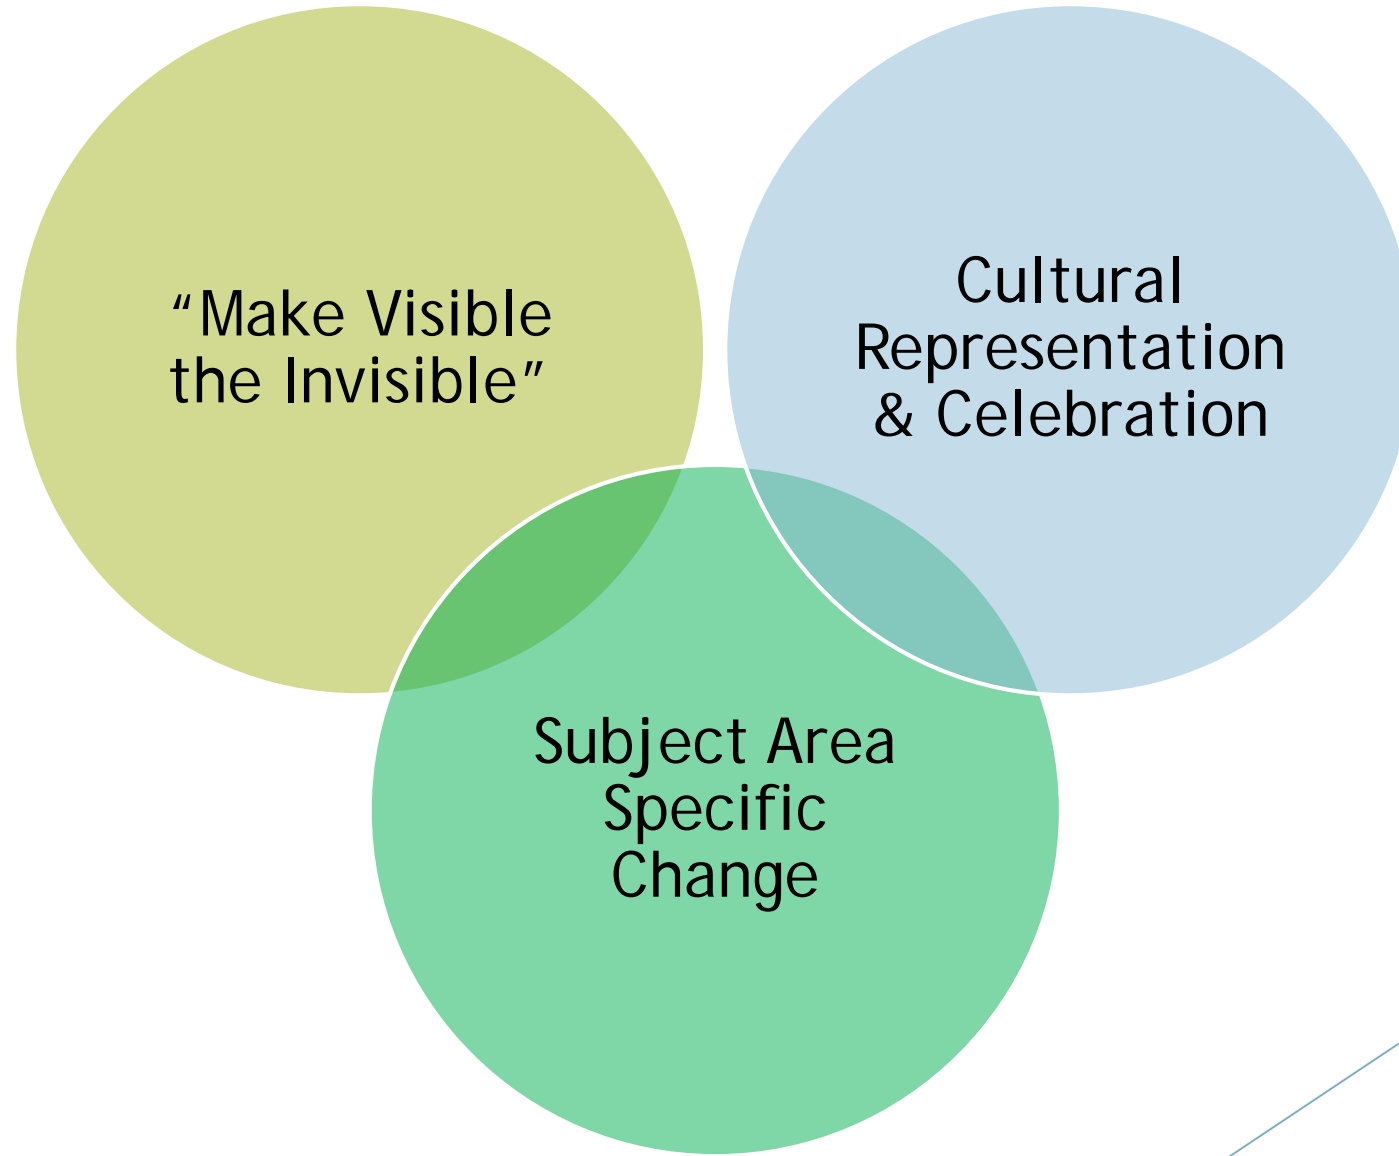 “Make Visible
the Invisible”
Cultural
Representation
& Celebration
Subject Area
Specific
Change